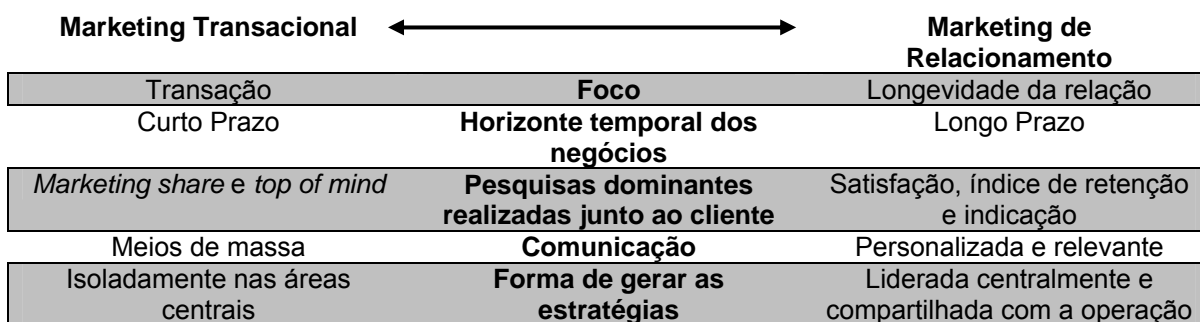 Marketing Transacional Marketing de
Relacionamento
Transação Foco Longevidade da relação
Curto Prazo Horizonte temporal dos Longo Prazo
negócios
Marketing share e top of mind Pesquisas dominantes Satisfação, índice de retenção
realizadas junto ao cliente e indicação
Meios de massa Comunicação Personalizada e relevante
Isoladamente nas áreas Forma de gerar as Liderada centralmente e
centrais estratégias compartilhada com a operação